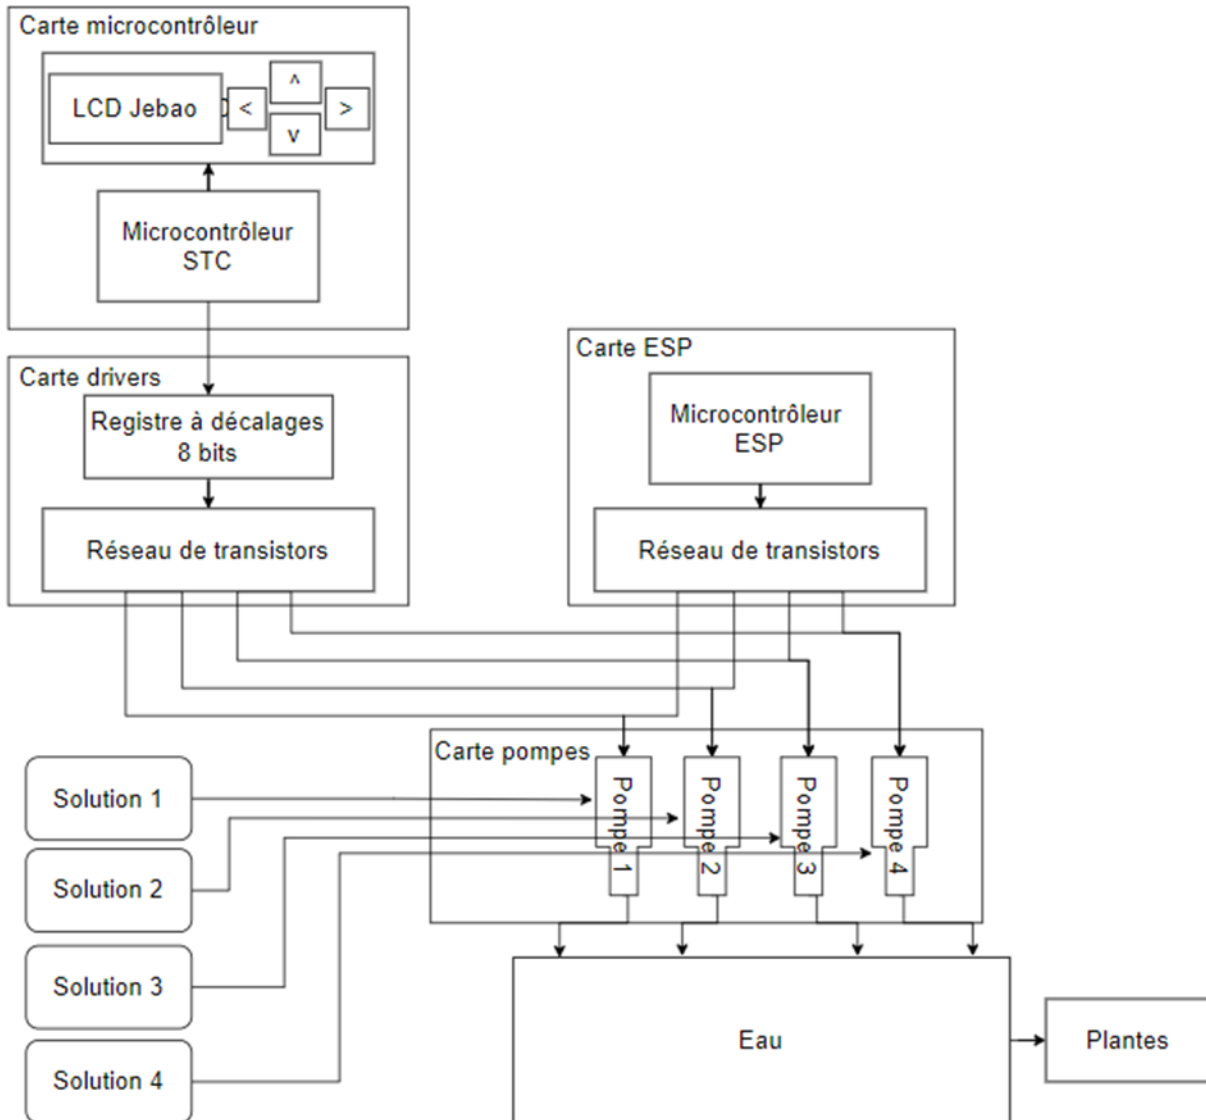 Carte microcontrôleur
LCD Jebao
<
^
v
>
Microcontrôleur
STC
Carte drivers
Registre à décalages
8 bits
Réseau de transistors
Carte ESP
Microcontrôleur
ESP
Réseau de transistors
Carte pompes
Pompe 1
Pompe 2
Pompe 3
Pompe 4
Solution 1
Solution 2
Solution 3
Solution 4
Eau
Plantes